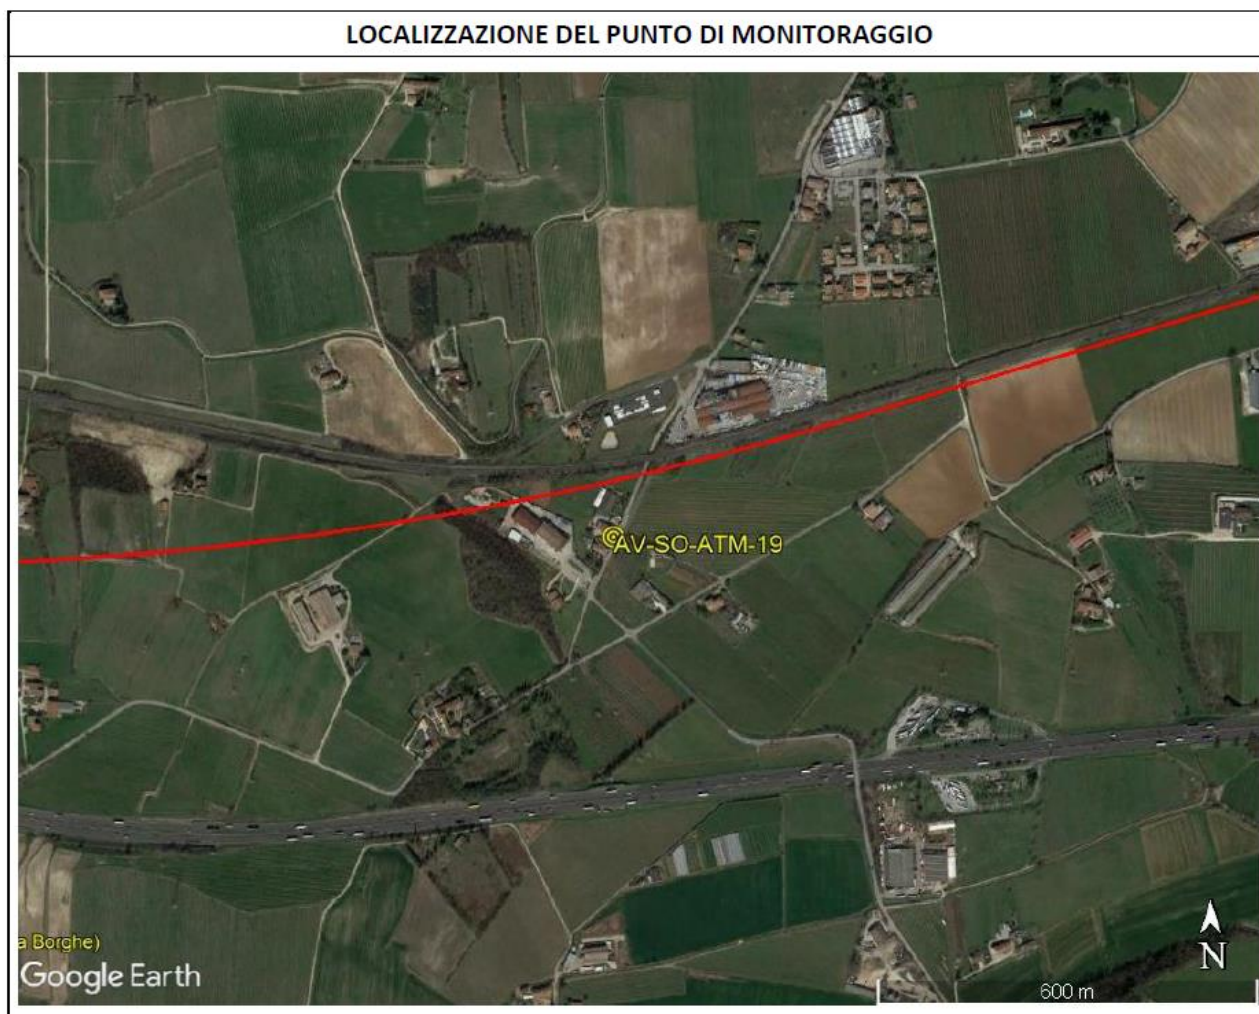 LOCALIZZAZIONE DEL PUNTO DI MONITORAGGIO
AV-SO-ATM-19
a Borghe)
Google Earth
N
600 m